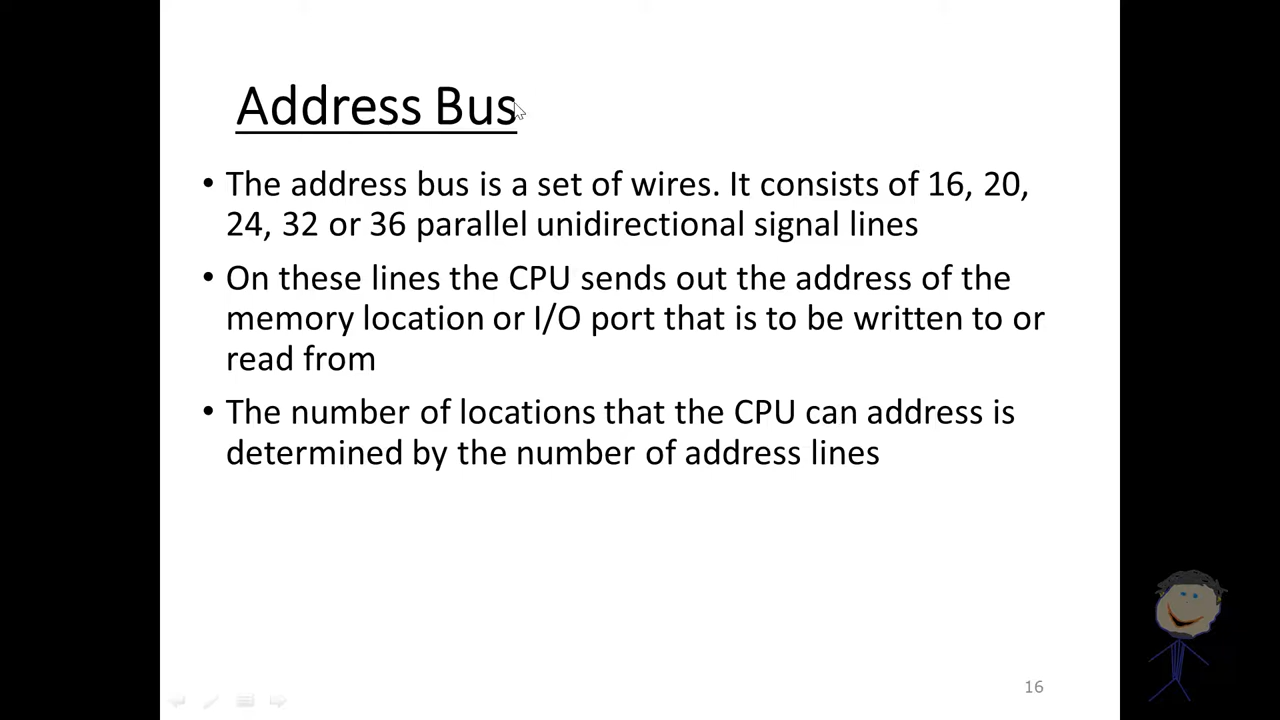 Address Bus
• The address bus is a set of wires. It consists of 16, 20,
24, 32 or 36 parallel unidirectional signal lines
• On these lines the CPU sends out the address of the
memory location or I/O port that is to be written to or
read from
• The number of locations that the CPU can address is
determined by the number of address lines
16